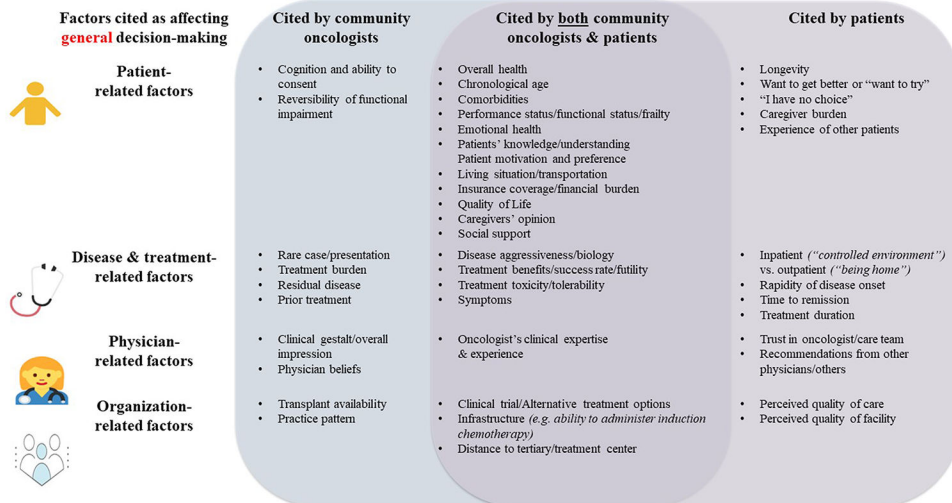 Factors cited as affecting
general decision-making
Cited by community
oncologists
Cited by both community
oncologists & patients
Cited by patients
Patient-
related factors
• Cognition and ability to
consent
• Reversibility of functional
impairment
• Overall health
• Chronological age
• Comorbidities
• Performance status/functional status/frailty
• Emotional health
• Patients' knowledge/understanding
Patient motivation and preference
• Living situation/transportation
• Insurance coverage/financial burden
• Quality of Life
• Caregivers' opinion
• Social support
• Longevity
• Want to get better or “want to try”
• “I have no choice”
• Caregiver burden
• Experience of other patients
Disease & treatment-
related factors
• Rare case/presentation
• Treatment burden
• Residual disease
• Prior treatment
• Disease aggressiveness/biology
• Treatment benefits/success rate/futility
• Treatment toxicity/tolerability
• Symptoms
• Inpatient (“controlled environment”)
vs. outpatient (“being home”)
• Rapidity of disease onset
• Time to remission
• Treatment duration
Physician-
related factors
• Clinical gestalt/overall
impression
• Physician beliefs
• Oncologist's clinical expertise
& experience
• Trust in oncologist/care team
• Recommendations from other
physicians/others
Organization-
related factors
• Transplant availability
• Practice pattern
• Clinical trial/Alternative treatment options
• Infrastructure (e.g. ability to administer induction
chemotherapy)
• Distance to tertiary/treatment center
• Perceived quality of care
• Perceived quality of facility